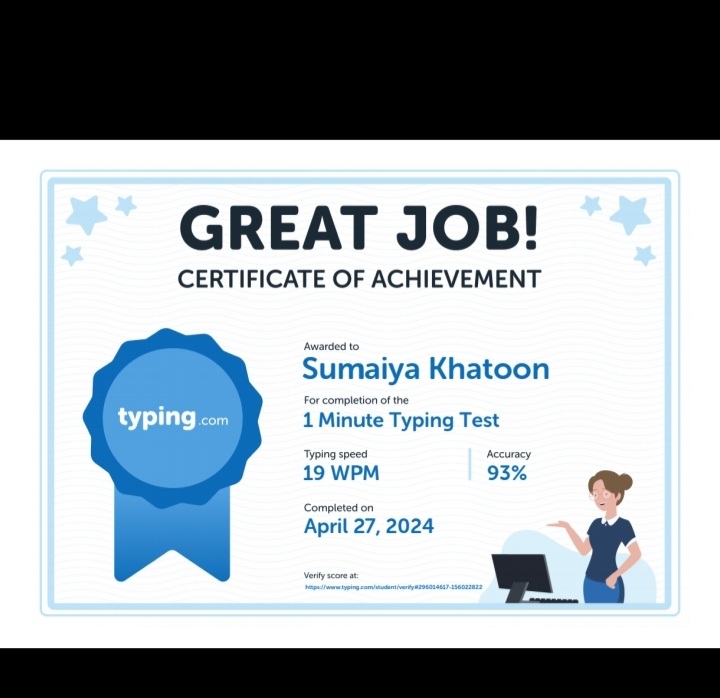 GREAT JOB!
CERTIFICATE OF ACHIEVEMENT
Awarded to
Sumaiya Khatoon
For completion of the
1 Minute Typing Test
typing.com
Typing speed
19 WPM
Accuracy
93%
Completed on
April 27, 2024
Verify score at:
https://www.typing.com/student/verify#296014617-156022822